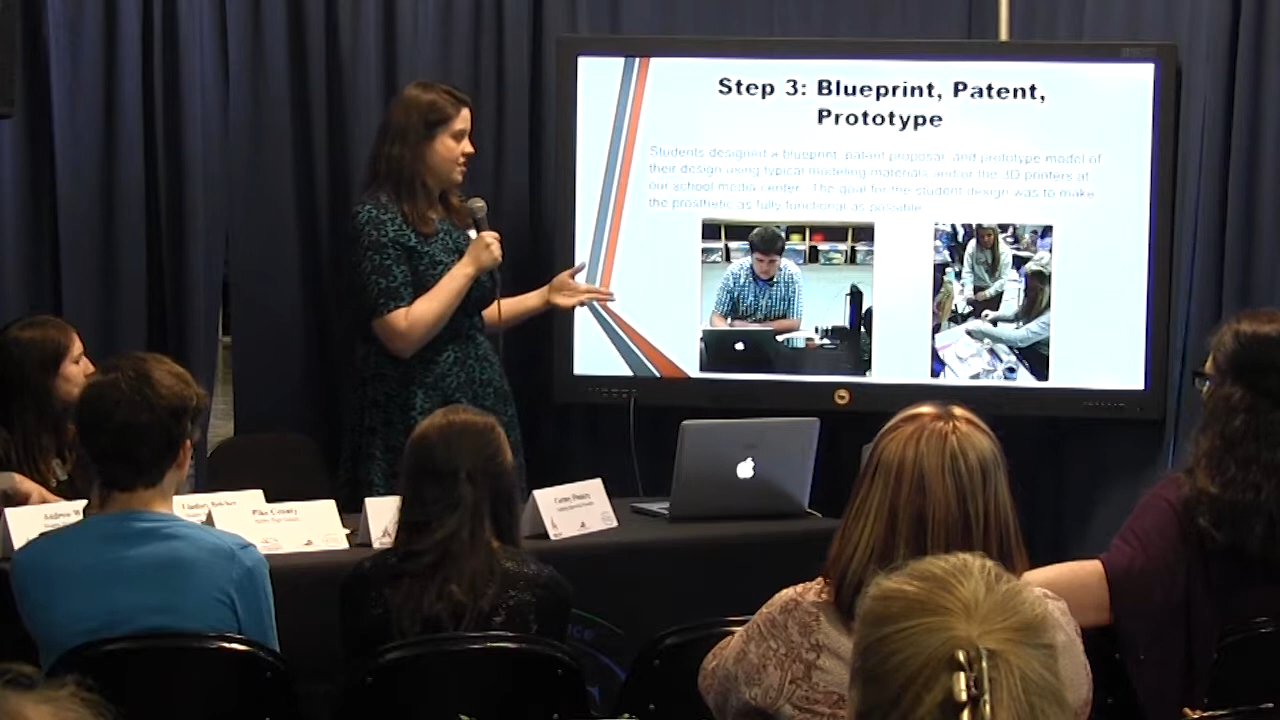 Step 3: Blueprint, Patent,
Prototype
Students designed a blueprint, patent proposal, and prototype model of
their design using typical modeling materials and/or the 3D printers at
our school media center. The goal for the student design was to make
the prosthetic as fully functional as possible.
Andrew W
Lindsey
Pike County